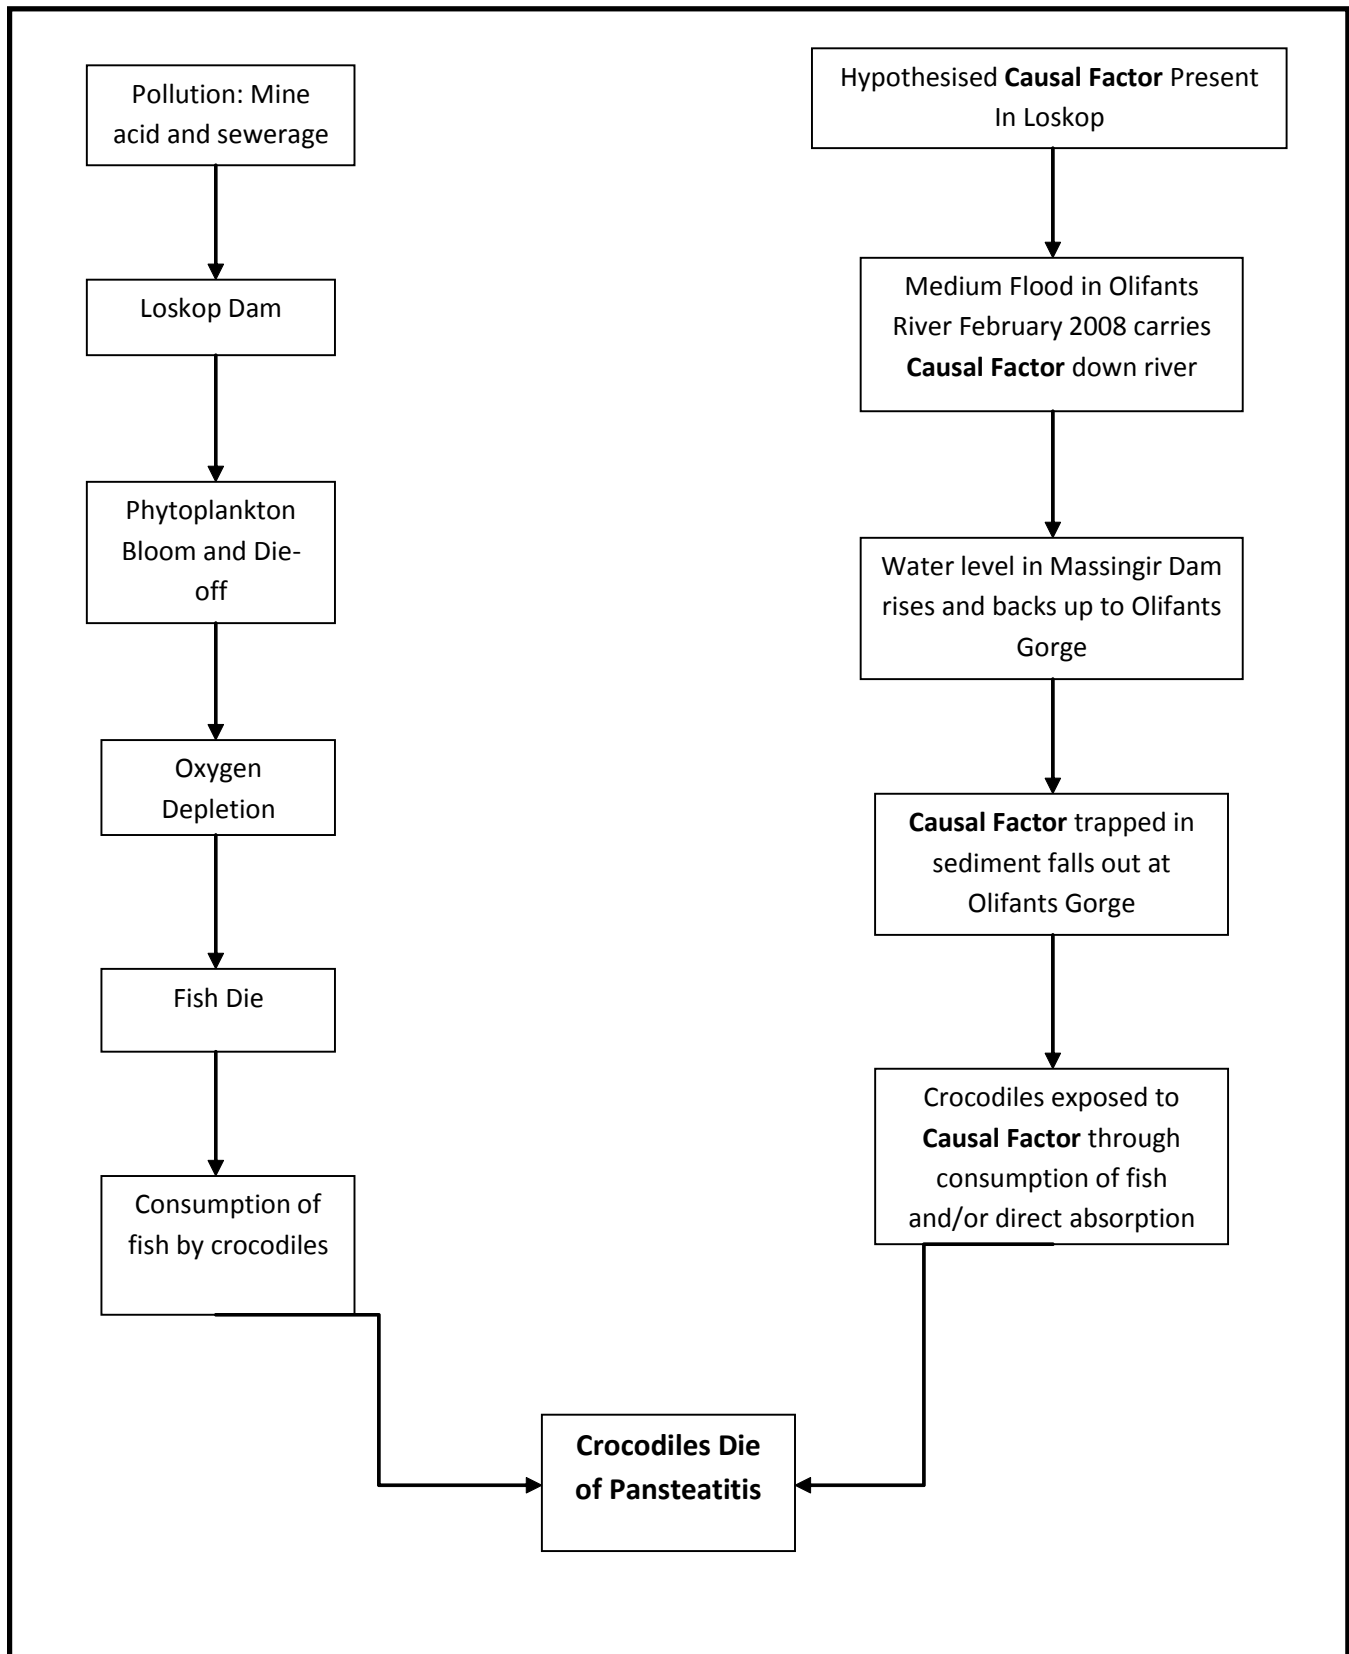 Pollution: Mine
acid and sewerage
Loskop Dam
Phytoplankton
Bloom and Die-
off
Oxygen
Depletion
Fish Die
Consumption of
fish by crocodiles
Hypothesised Causal Factor Present
In Loskop
Medium Flood in Olifants
River February 2008 carries
Causal Factor down river
Water level in Massingir Dam
rises and backs up to Olifants
Gorge
Causal Factor trapped in
sediment falls out at
Olifants Gorge
Crocodiles exposed to
Causal Factor through
consumption of fish
and/or direct absorption
Crocodiles Die
of Pansteatitis